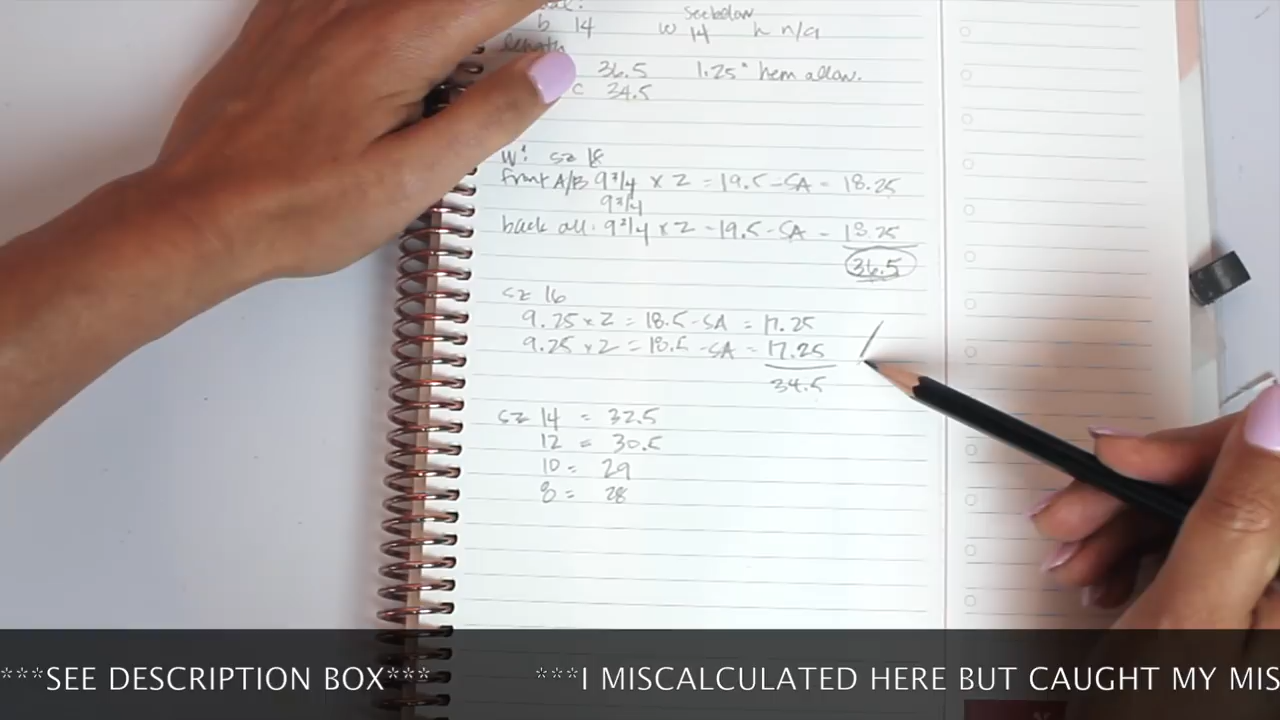 see below
b 14 w 14 h n/a
length
36.5 1.25" hem allow.
c 34.5
W: sz 18
front A/B 9 3/4 x 2 = 19.5 - SA = 18.25
9 3/4
back all: 9 3/4 x 2 = 19.5 - SA = 18.25
36.5
sz 16
9.25 x 2 = 18.5 - SA = 17.25
9.25 x 2 = 18.5 - SA = 17.25
34.5
sz 14 = 32.5
12 = 30.5
10 = 29
8 = 28
***SEE DESCRIPTION BOX*** ***I MISCALCULATED HERE BUT CAUGHT MY MIS